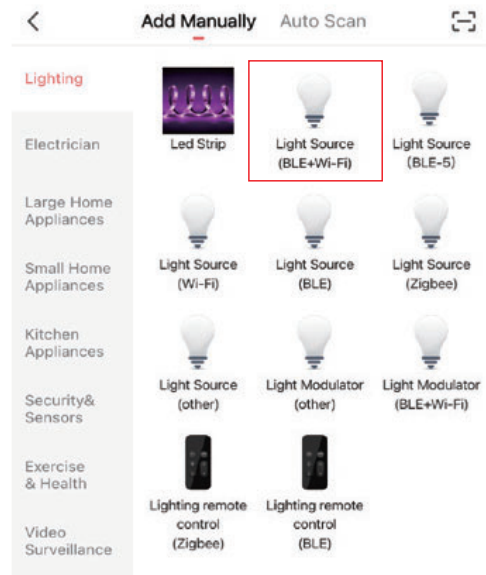 Add Manually Auto Scan
Lighting
Electrician
Large Home
Appliances
Small Home
Appliances
Kitchen
Appliances
Security&
Sensors
Exercise
& Health
Video
Surveillance
Led Strip
Light Source
(BLE+Wi-Fi)
Light Source
(BLE-5)
Light Source
(Wi-Fi)
Light Source
(BLE)
Light Source
(Zigbee)
Light Source
(other)
Light Modulator
(other)
Light Modulator
(BLE+Wi-Fi)
Lighting remote
control
(Zigbee)
Lighting remote
control
(BLE)